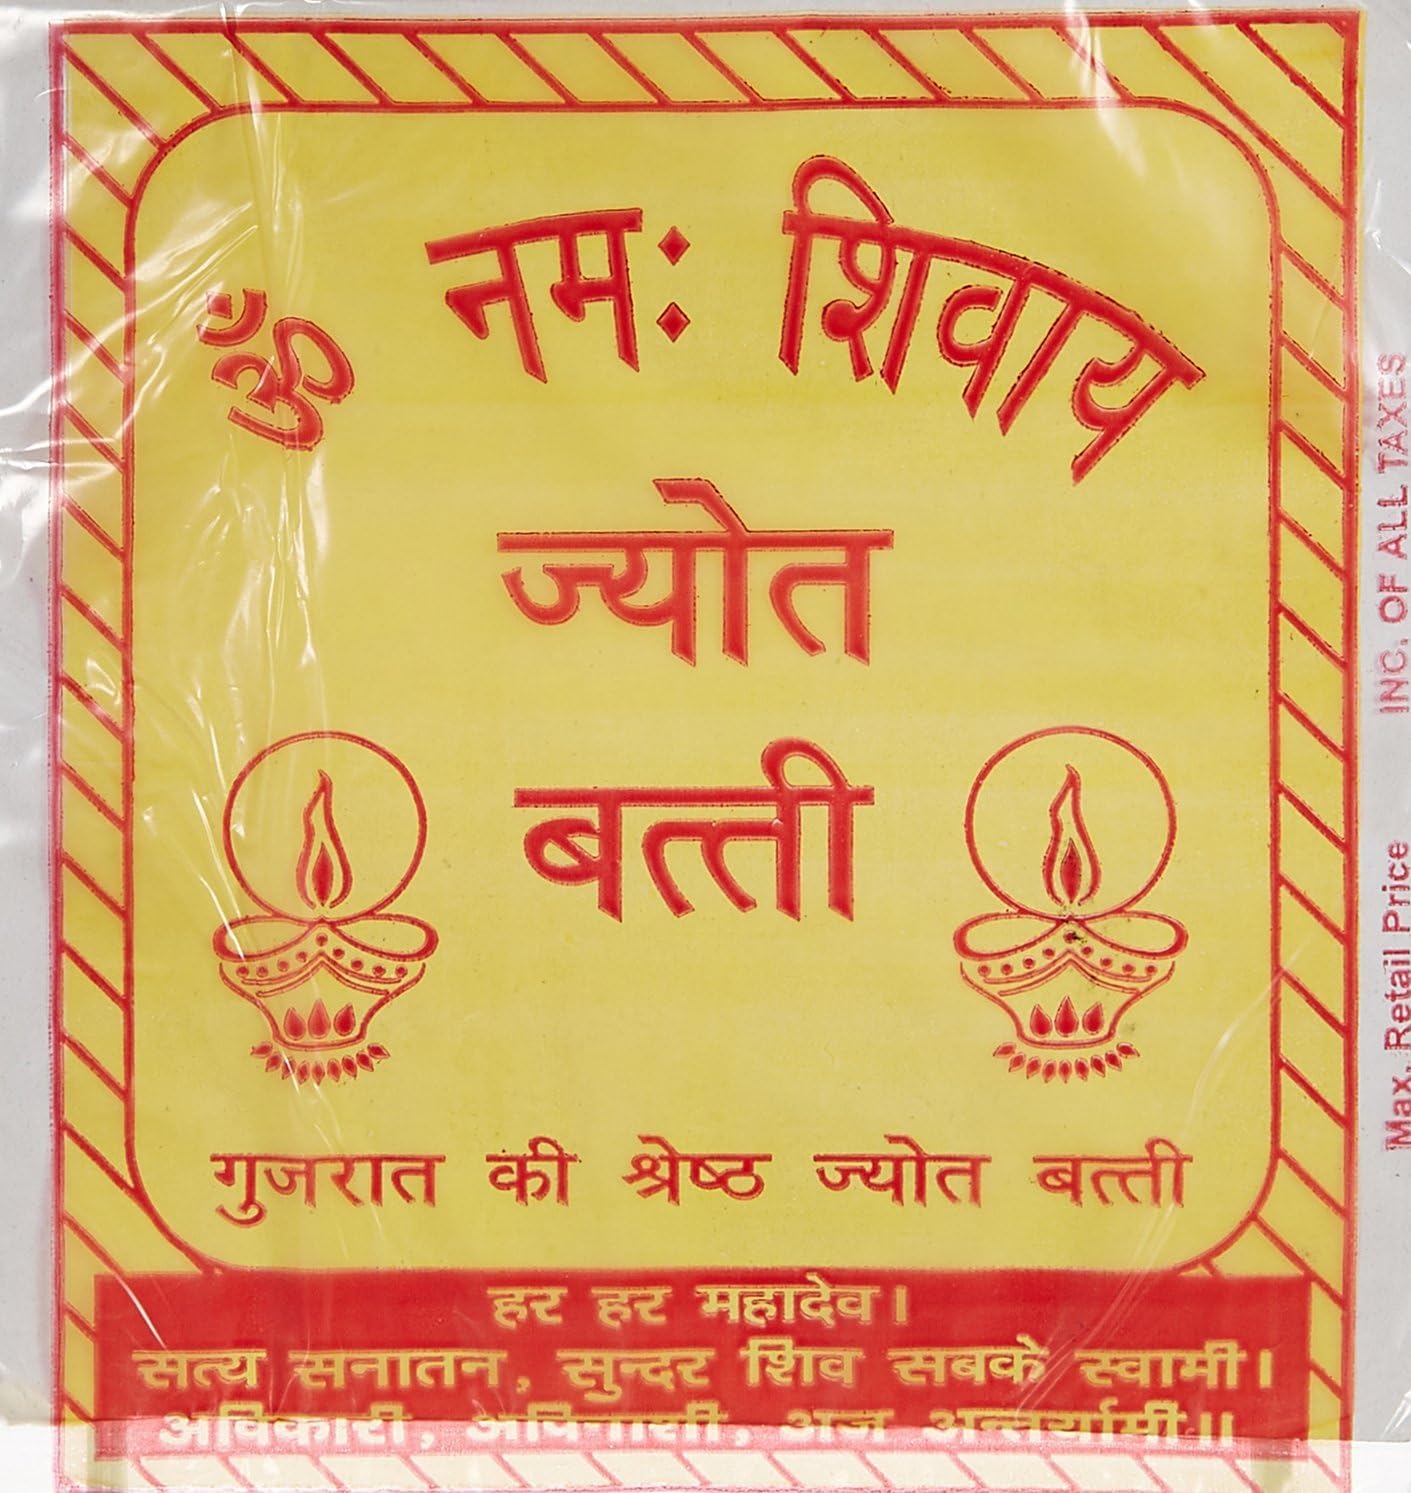 ॐ नमः शिवाय
ज्योत
बत्ती
गुजरात की श्रेष्ठ ज्योत बत्ती
हर हर महादेव।
सत्य सनातन, सुन्दर शिव सबके स्वामी।
अविकारी, अविनाशी, अज अन्तर्यामी॥
Max. Retail Price INC. OF ALL TAXES